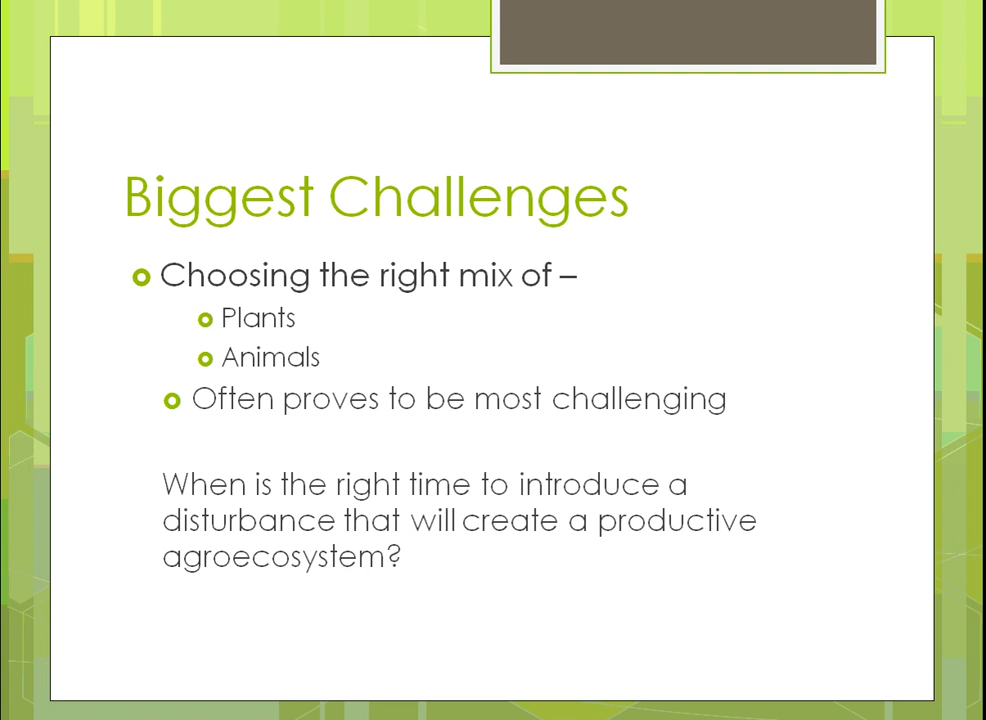 Biggest Challenges
Choosing the right mix of –
Plants
Animals
Often proves to be most challenging
When is the right time to introduce a
disturbance that will create a productive
agroecosystem?